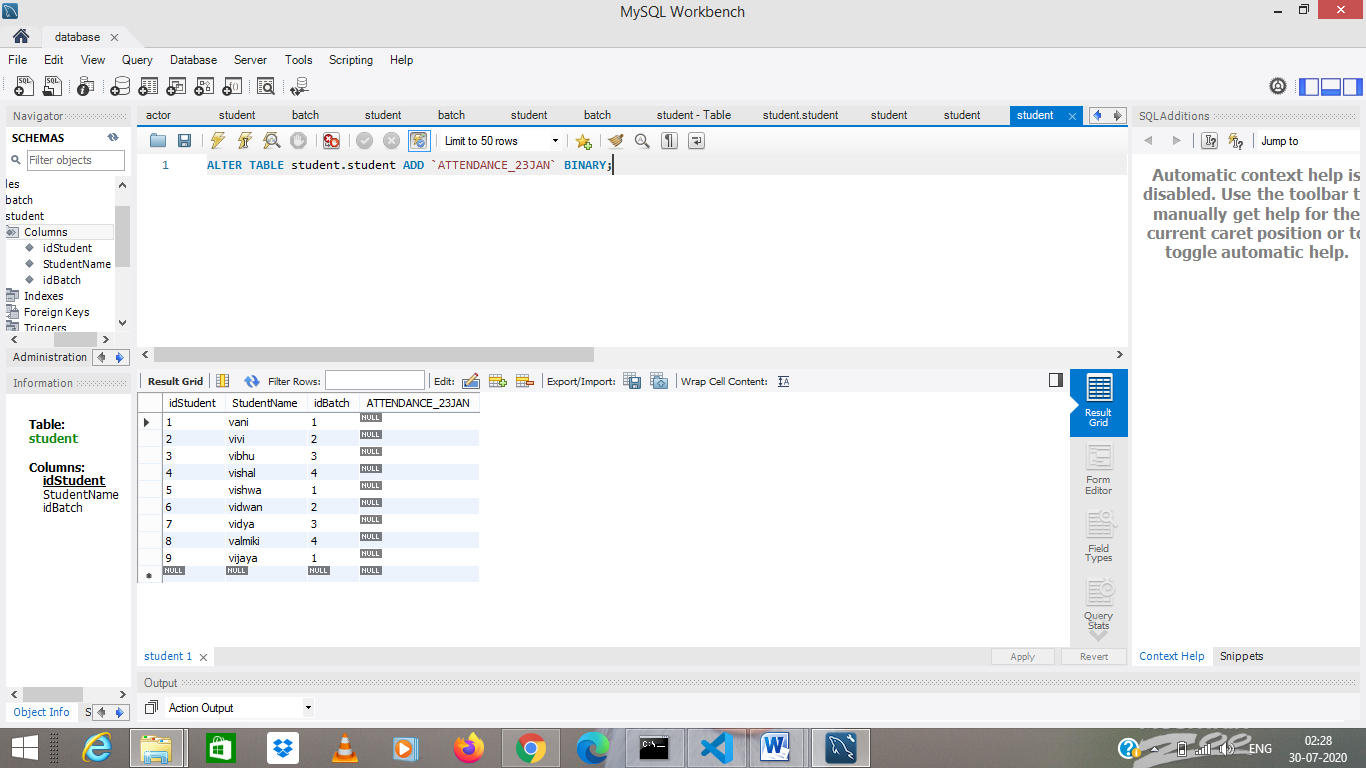 MySQL Workbench
database
File Edit View Query Database Server Tools Scripting Help
Navigator
SCHEMAS
Filter objects
les
batch
student
Columns
idStudent
StudentName
idBatch
Indexes
Foreign Keys
Triggers
Administration
Information
Table:
student
Columns:
idStudent
StudentName
idBatch
Object Info S
actor student batch student batch student batch student - Table student.student student student student
Limit to 50 rows
1 ALTER TABLE student.student ADD `ATTENDANCE_23JAN` BINARY;
Result Grid Filter Rows: Edit: Export/Import: Wrap Cell Content:
idStudent StudentName idBatch ATTENDANCE_23JAN
1 vani 1 NULL
2 vivi 2 NULL
3 vibhu 3 NULL
4 vishal 4 NULL
5 vishwa 1 NULL
6 vidwan 2 NULL
7 vidya 3 NULL
8 valmiki 4 NULL
9 vijaya 1 NULL
NULL NULL NULL NULL
Result
Grid
Form
Editor
Field
Types
Query
Stats
student 1
Apply Revert
Output
Action Output
SQLAdditions
Jump to
Automatic context help is
disabled. Use the toolbar t
manually get help for the
current caret position or to
toggle automatic help.
Context Help Snippets
ENG
02:28
30-07-2020